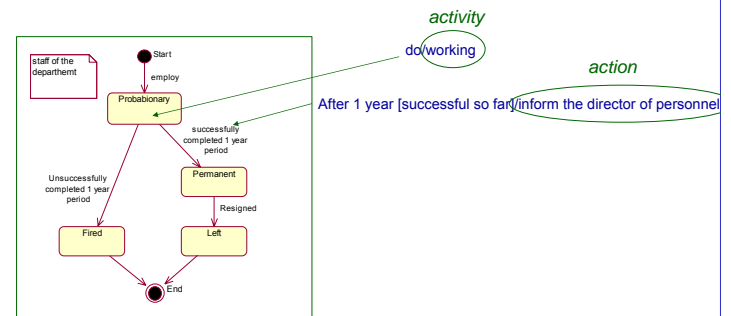 activity
do/working
action
After 1 year [successful so far]/inform the director of personnel
staff of the
departhemt
Start
employ
Probabionary
successfully
completed 1 year
period
Unsuccessfully
completed 1 year
period
Permanent
Resigned
Fired
Left
End